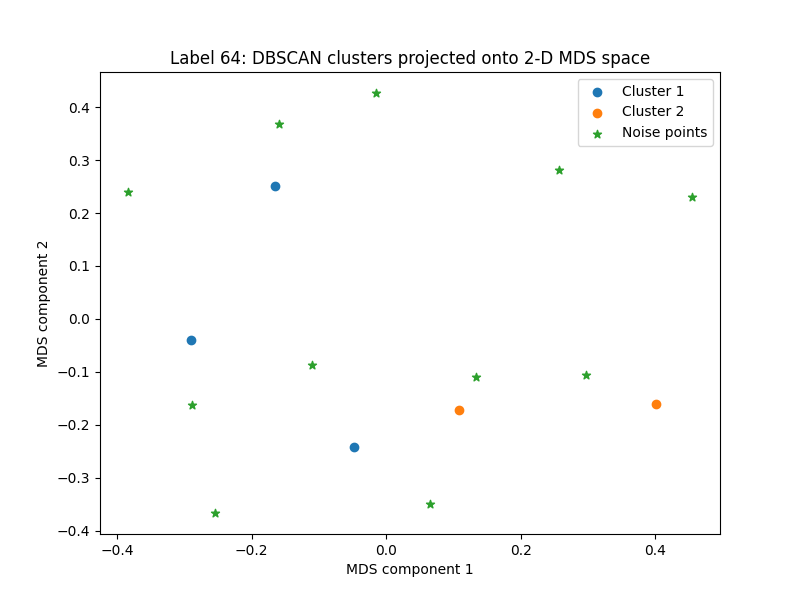 Label 64: DBSCAN clusters projected onto 2-D MDS space
Cluster 1
Cluster 2
Noise points
0.4
0.3
0.2
0.1
0.0
−0.1
−0.2
−0.3
−0.4
MDS component 2
−0.4
−0.2
0.0
0.2
0.4
MDS component 1